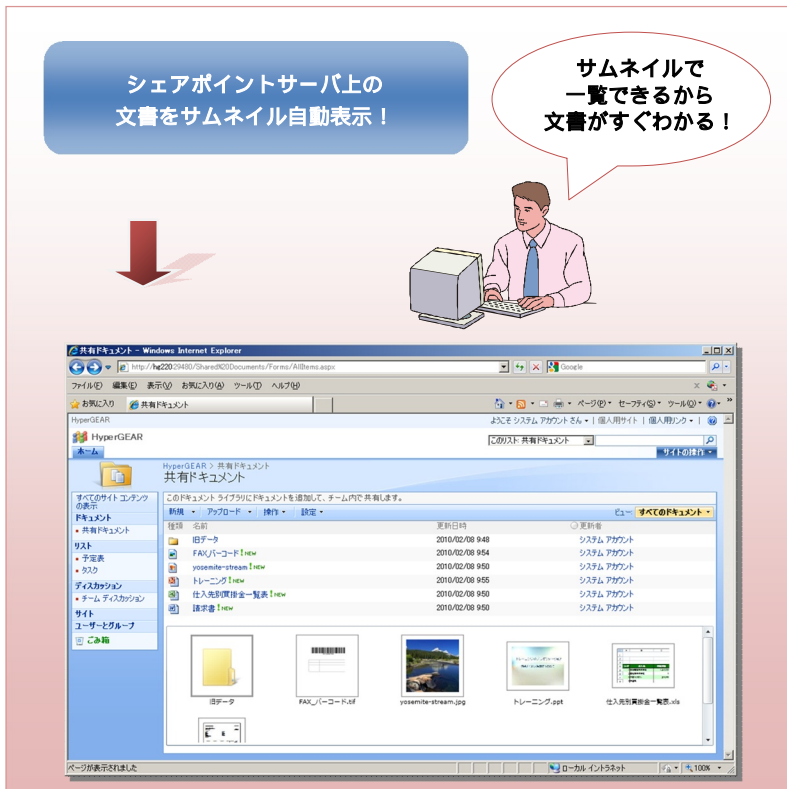 シェアポイントサーバ上の
文書をサムネイル自動表示！
サムネイルで
一覧できるから
文書がすぐわかる！
共有ドキュメント - Windows Internet Explorer
http://hg220:29480/Shared%20Documents/Forms/AllItems.aspx
Google
ファイル(F) 編集(E) 表示(V) お気に入り(A) ツール(T) ヘルプ(H)
お気に入り 共有ドキュメント
ページ(P) セーフティ(S) ツール(O)
HyperGEAR ようこそ システム アカウント さん | 個人用サイト | 個人用リンク |
HyperGEAR このリスト: 共有ドキュメント
ホーム サイトの操作
HyperGEAR > 共有ドキュメント
共有ドキュメント
すべてのサイト コンテンツの表示
ドキュメント
共有ドキュメント
リスト
予定表
タスク
ディスカッション
チーム ディスカッション
サイト
ユーザーとグループ
ごみ箱
このドキュメント ライブラリにドキュメントを追加して、チーム内で共有します。
新規 アップロード 操作 設定 ビュー すべてのドキュメント
種類 名前 更新日時 更新者
旧データ 2010/02/08 9:48 システム アカウント
FAX_バーコード ! NEW 2010/02/08 9:54 システム アカウント
yosemite-stream ! NEW 2010/02/08 9:50 システム アカウント
トレーニング ! NEW 2010/02/08 9:55 システム アカウント
仕入先別買掛金一覧表 ! NEW 2010/02/08 9:50 システム アカウント
請求書 ! NEW 2010/02/08 9:50 システム アカウント
旧データ FAX_バーコード.tif yosemite-stream.jpg トレーニング.ppt 仕入先別買掛金一覧表.xls
ページが表示されました ローカル イントラネット 100%